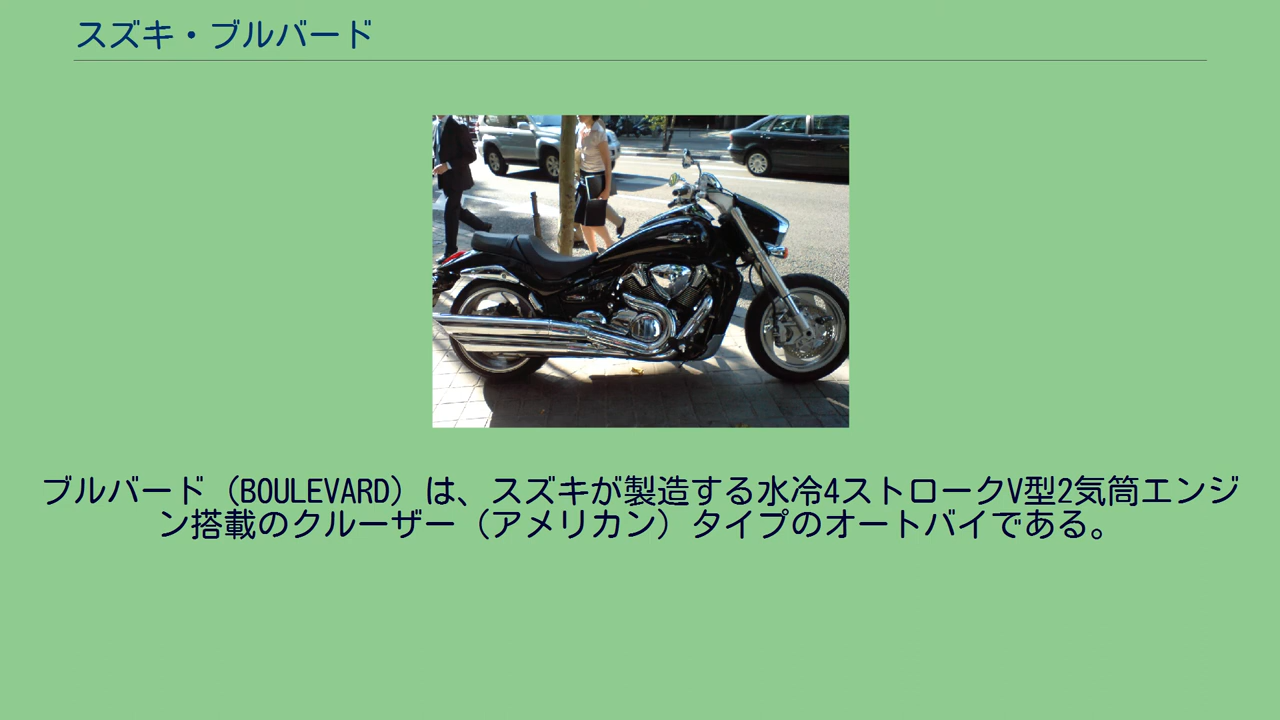 スズキ・ブルバード
ブルバード（BOULEVARD）は、スズキが製造する水冷4ストロークV型2気筒エンジ
ン搭載のクルーザー（アメリカン）タイプのオートバイである。